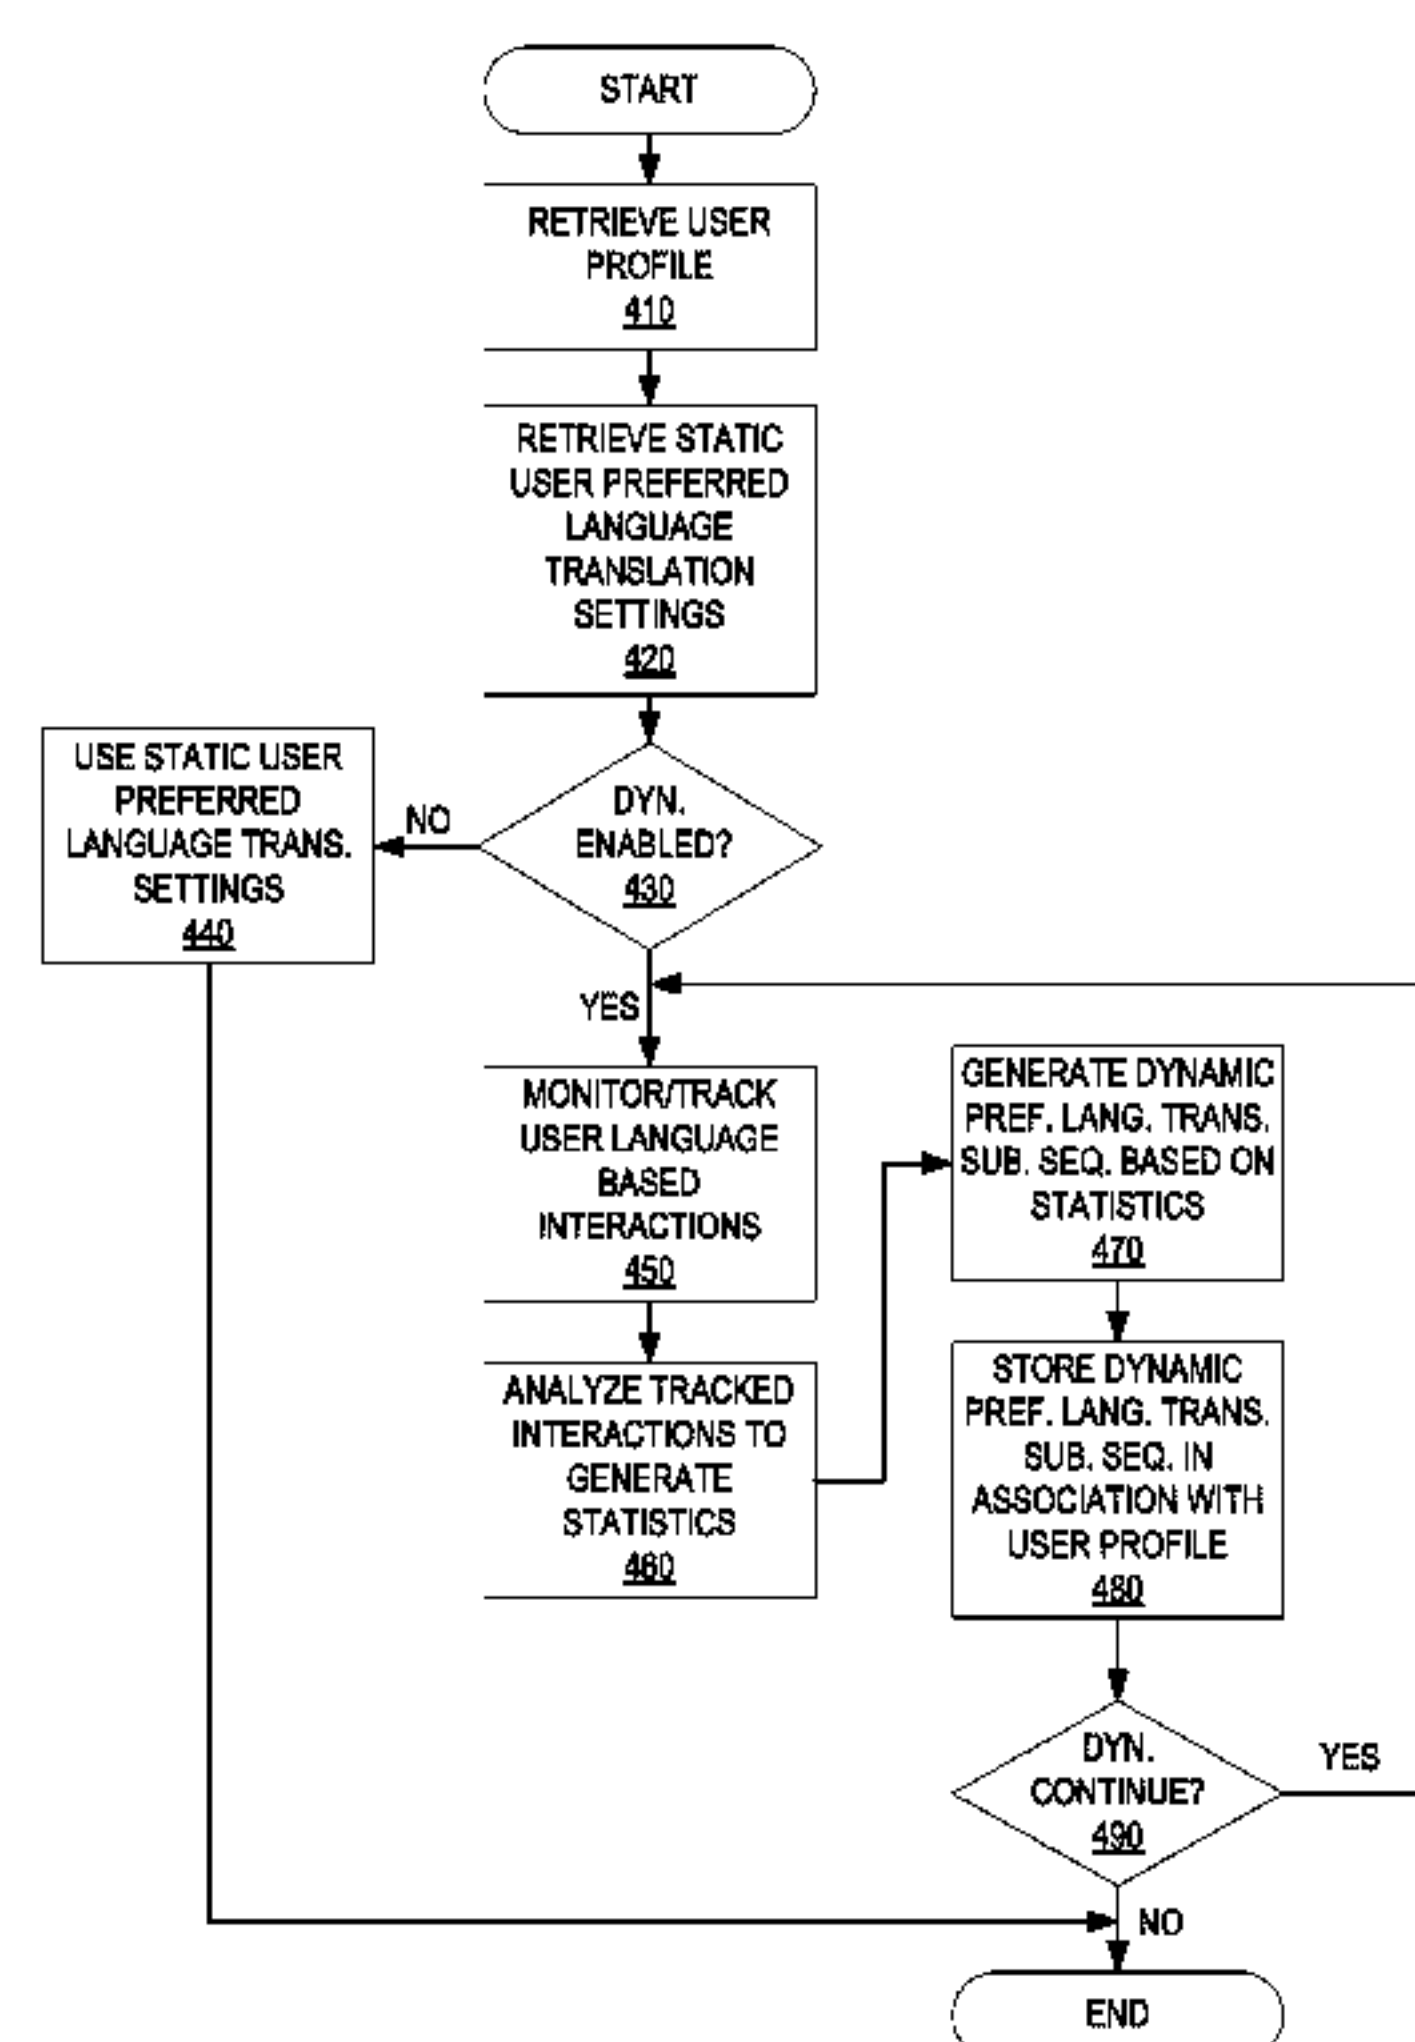 START
RETRIEVE USER
PROFILE
410
RETRIEVE STATIC
USER PREFERRED
LANGUAGE
TRANSLATION
SETTINGS
420
DYN.
ENABLED?
430
NO
USE STATIC USER
PREFERRED
LANGUAGE TRANS.
SETTINGS
440
YES
MONITOR/TRACK
USER LANGUAGE
BASED
INTERACTIONS
450
ANALYZE TRACKED
INTERACTIONS TO
GENERATE
STATISTICS
460
GENERATE DYNAMIC
PREF. LANG. TRANS.
SUB. SEQ. BASED ON
STATISTICS
470
STORE DYNAMIC
PREF. LANG. TRANS.
SUB. SEQ. IN
ASSOCIATION WITH
USER PROFILE
480
DYN.
CONTINUE?
490
YES
NO
END